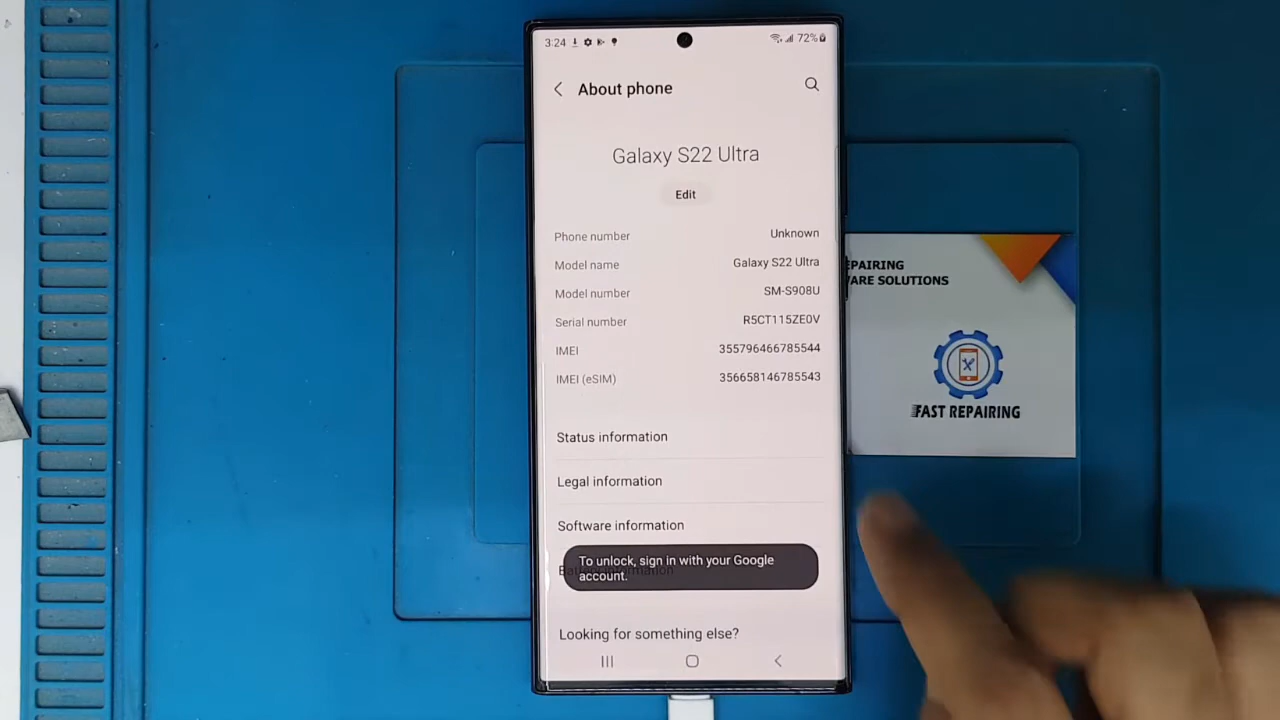 3:24
72%
About phone
Galaxy S22 Ultra
Edit
Phone number Unknown
Model name Galaxy S22 Ultra
Model number SM-S908U
Serial number R5CT115ZE0V
IMEI 355796466785544
IMEI (eSIM) 356658146785543
Status information
Legal information
Software information
To unlock, sign in with your Google
account.
Looking for something else?
EPAIRING
ARE SOLUTIONS
FAST REPAIRING